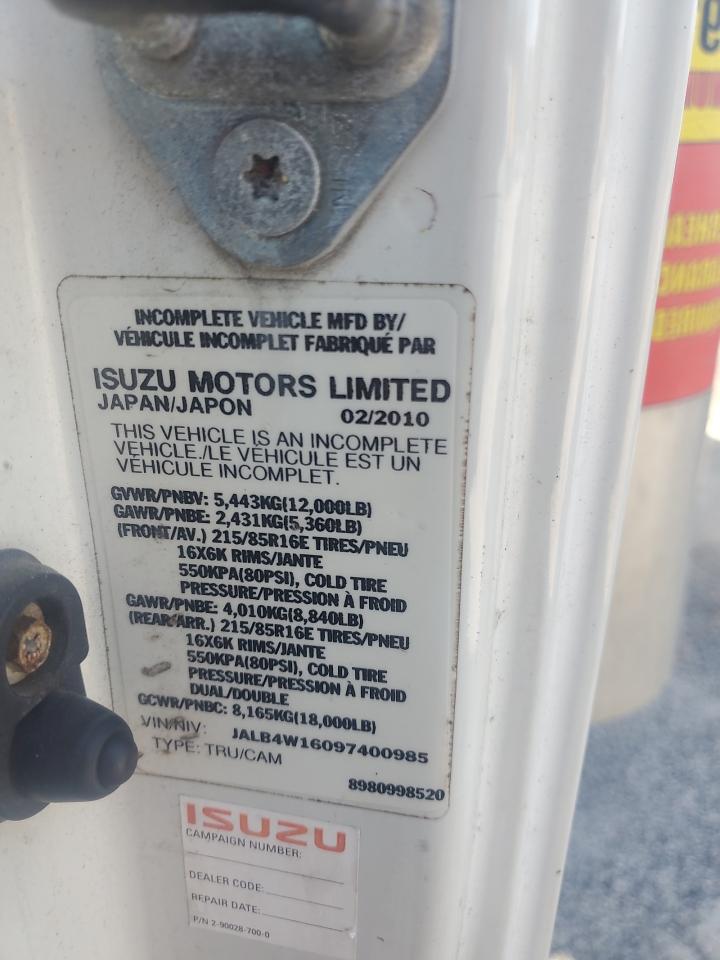 INCOMPLETE VEHICLE MFD BY/
VÉHICULE INCOMPLET FABRIQUÉ PAR
ISUZU MOTORS LIMITED
JAPAN/JAPON 02/2010
THIS VEHICLE IS AN INCOMPLETE
VEHICLE./LE VÉHICULE EST UN
VÉHICULE INCOMPLET.
GVWR/PNBV: 5,443KG(12,000LB)
GAWR/PNBE: 2,431KG(5,360LB)
(FRONT/AV.) 215/85R16E TIRES/PNEU
16X6K RIMS/JANTE
550KPA(80PSI), COLD TIRE
PRESSURE/PRESSION À FROID
GAWR/PNBE: 4,010KG(8,840LB)
(REAR/ARR.) 215/85R16E TIRES/PNEU
16X6K RIMS/JANTE
550KPA(80PSI), COLD TIRE
PRESSURE/PRESSION À FROID
DUAL/DOUBLE
GCWR/PNBC: 8,165KG(18,000LB)
VIN/NIV: JALB4W16097400985
TYPE: TRU/CAM
8980998520
ISUZU
CAMPAIGN NUMBER:
DEALER CODE:
REPAIR DATE:
P/N 2-90028-700-0